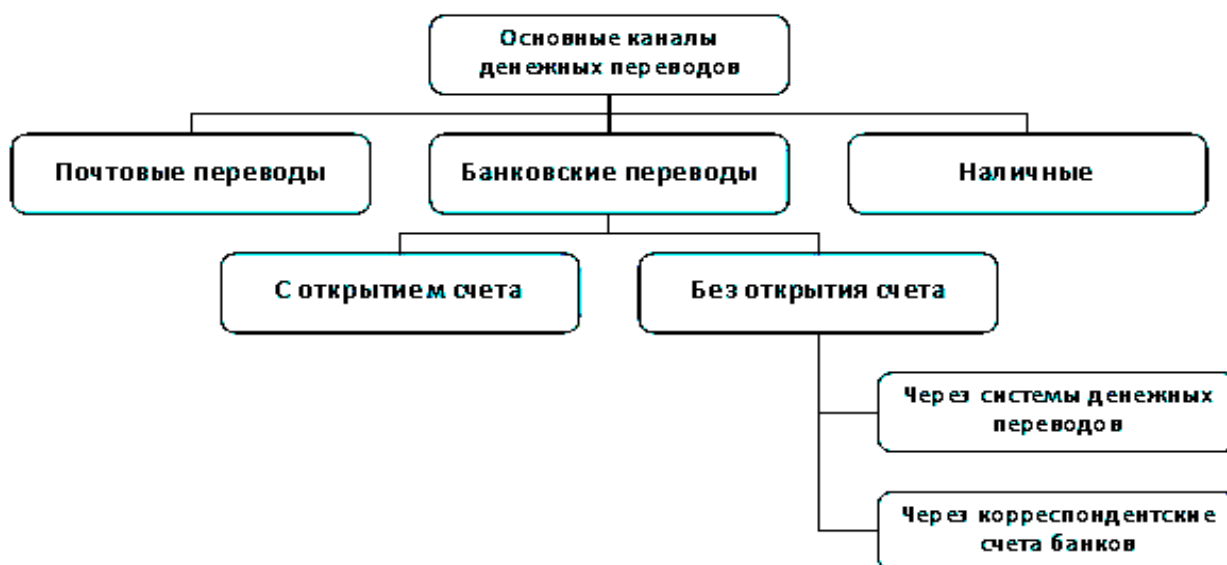 Основные каналы
денежных переводов
Почтовые переводы
Банковские переводы
Наличные
С открытием счета
Без открытия счета
Через системы денежных
переводов
Через корреспондентские
счета банков